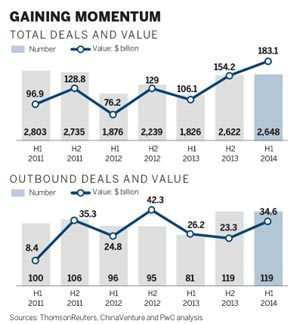 GAINING MOMENTUM
TOTAL DEALS AND VALUE
Number Value: $ billion
183.1
154.2
128.8 129
96.9 106.1
76.2
2,803 2,735 1,876 2,239 1,826 2,622 2,648
H1 H2 H1 H2 H1 H2 H1
2011 2011 2012 2012 2013 2013 2014
OUTBOUND DEALS AND VALUE
Number Value: $ billion
42.3
35.3 34.6
26.2 23.3
8.4 24.8
100 106 96 95 81 119 119
H1 H2 H1 H2 H1 H2 H1
2011 2011 2012 2012 2013 2013 2014
Sources: ThomsonReuters, ChinaVenture and PwC analysis